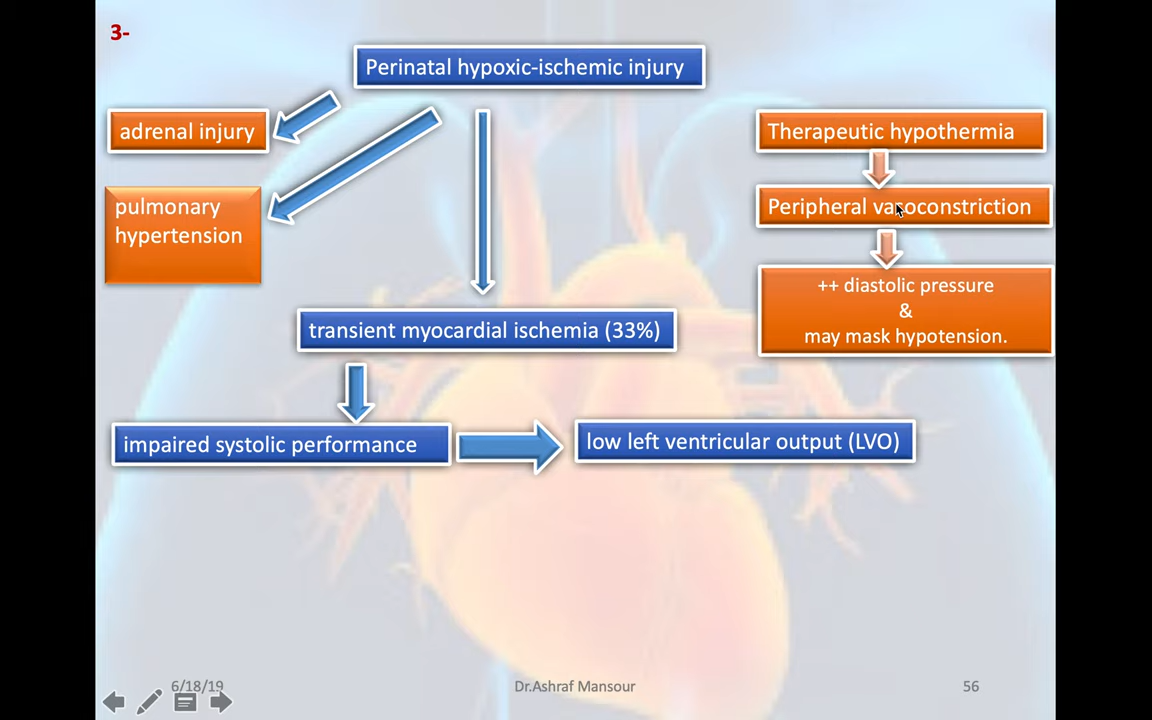 3-
Perinatal hypoxic-ischemic injury
adrenal injury
Therapeutic hypothermia
pulmonary
hypertension
Peripheral vasoconstriction
++ diastolic pressure
&
may mask hypotension.
transient myocardial ischemia (33%)
impaired systolic performance
low left ventricular output (LVO)
6/18/19
Dr.Ashraf Mansour
56